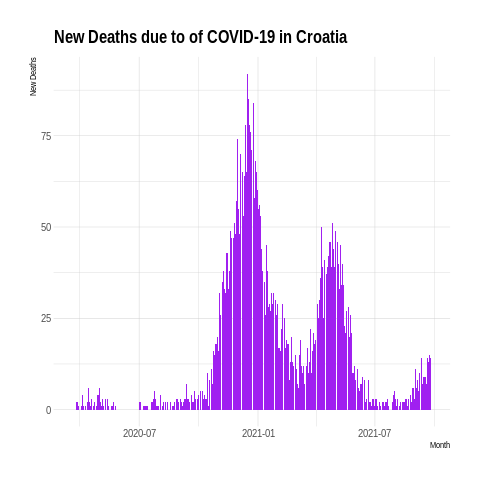 New Deaths due to of COVID-19 in Croatia
New Deaths
75
50
25
0
2020-07
2021-01
2021-07
Month